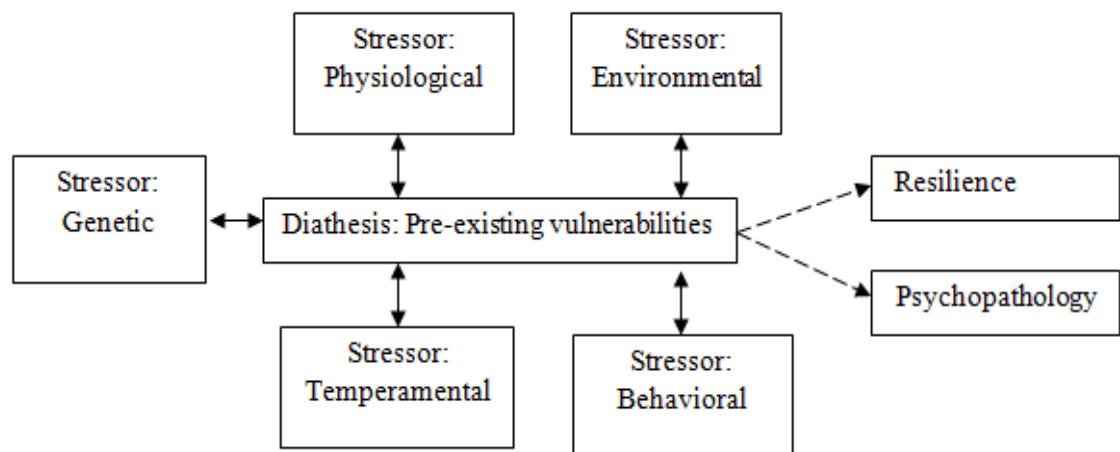 Stressor:
Physiological
Stressor:
Environmental
Stressor:
Genetic
Diathesis: Pre-existing vulnerabilities
Resilience
Psychopathology
Stressor:
Temperamental
Stressor:
Behavioral